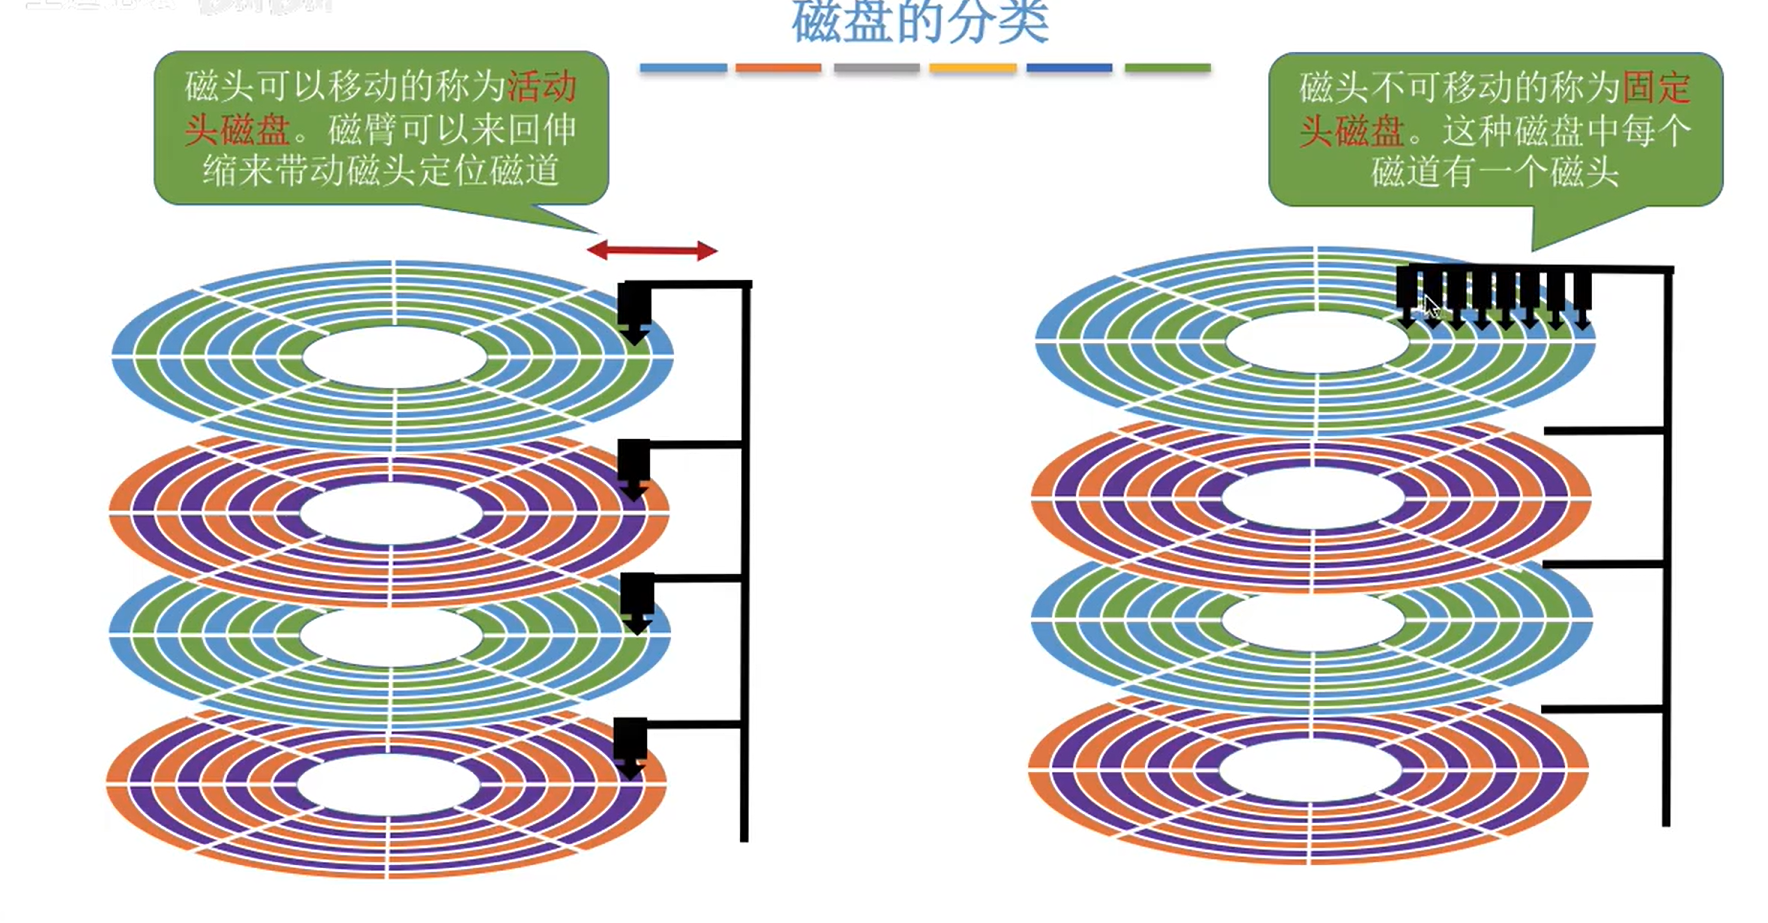 磁盘的分类
磁头可以移动的称为活动
头磁盘。磁臂可以来回伸
缩来带动磁头定位磁道
磁头不可移动的称为固定
头磁盘。这种磁盘中每个
磁道有一个磁头